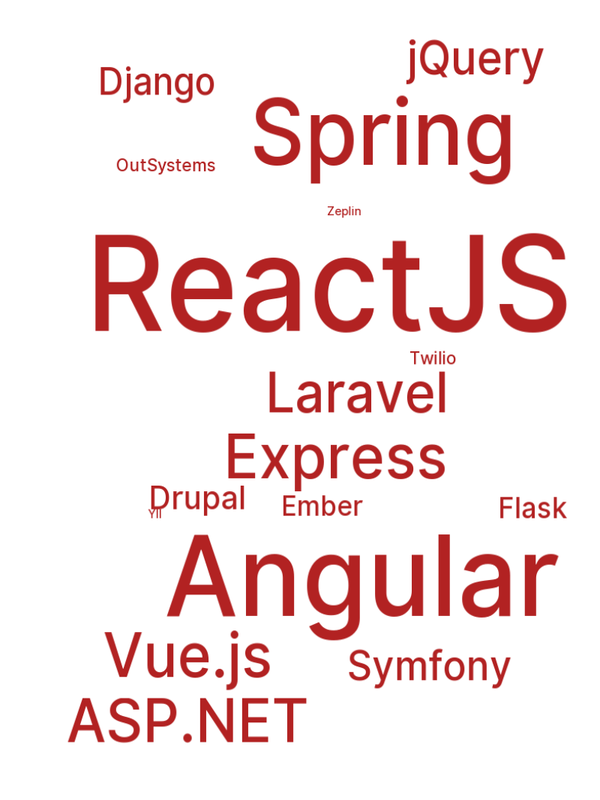 jQuery
Django
Spring
OutSystems
Zeplin
ReactJS
Twilio
Laravel
Express
Drupal
YII
Ember
Flask
Angular
Vue.js
Symfony
ASP.NET